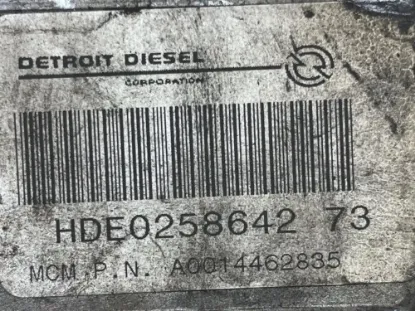 DETROIT DIESEL
CORPORATION
HDE0258642 73
MCM P.N. A0014462835